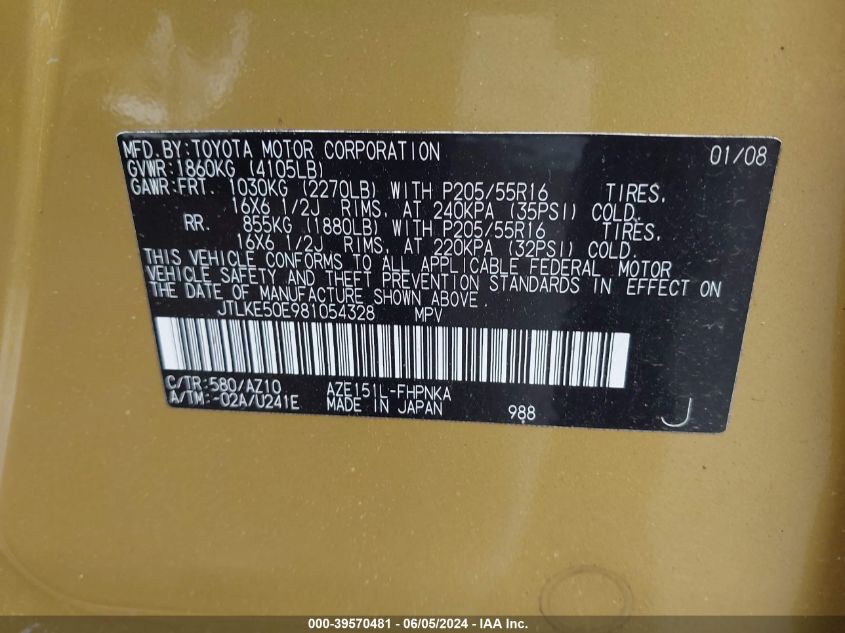 MFD.BY:TOYOTA MOTOR CORPORATION 01/08
GVWR:1860KG (4105LB)
GAWR:FRT. 1030KG (2270LB) WITH P205/55R16 TIRES,
16X6 1/2J RIMS, AT 240KPA (35PSI) COLD.
RR. 855KG (1880LB) WITH P205/55R16 TIRES,
16X6 1/2J RIMS, AT 220KPA (32PSI) COLD.
THIS VEHICLE CONFORMS TO ALL APPLICABLE FEDERAL MOTOR
VEHICLE SAFETY AND THEFT PREVENTION STANDARDS IN EFFECT ON
THE DATE OF MANUFACTURE SHOWN ABOVE.
JTLKE50E981054328 MPV
C/TR:580/AZ10 AZE151L-FHPNKA
A/TM:-02A/U241E MADE IN JAPAN 988 J
000-39570481 - 06/05/2024 - IAA Inc.